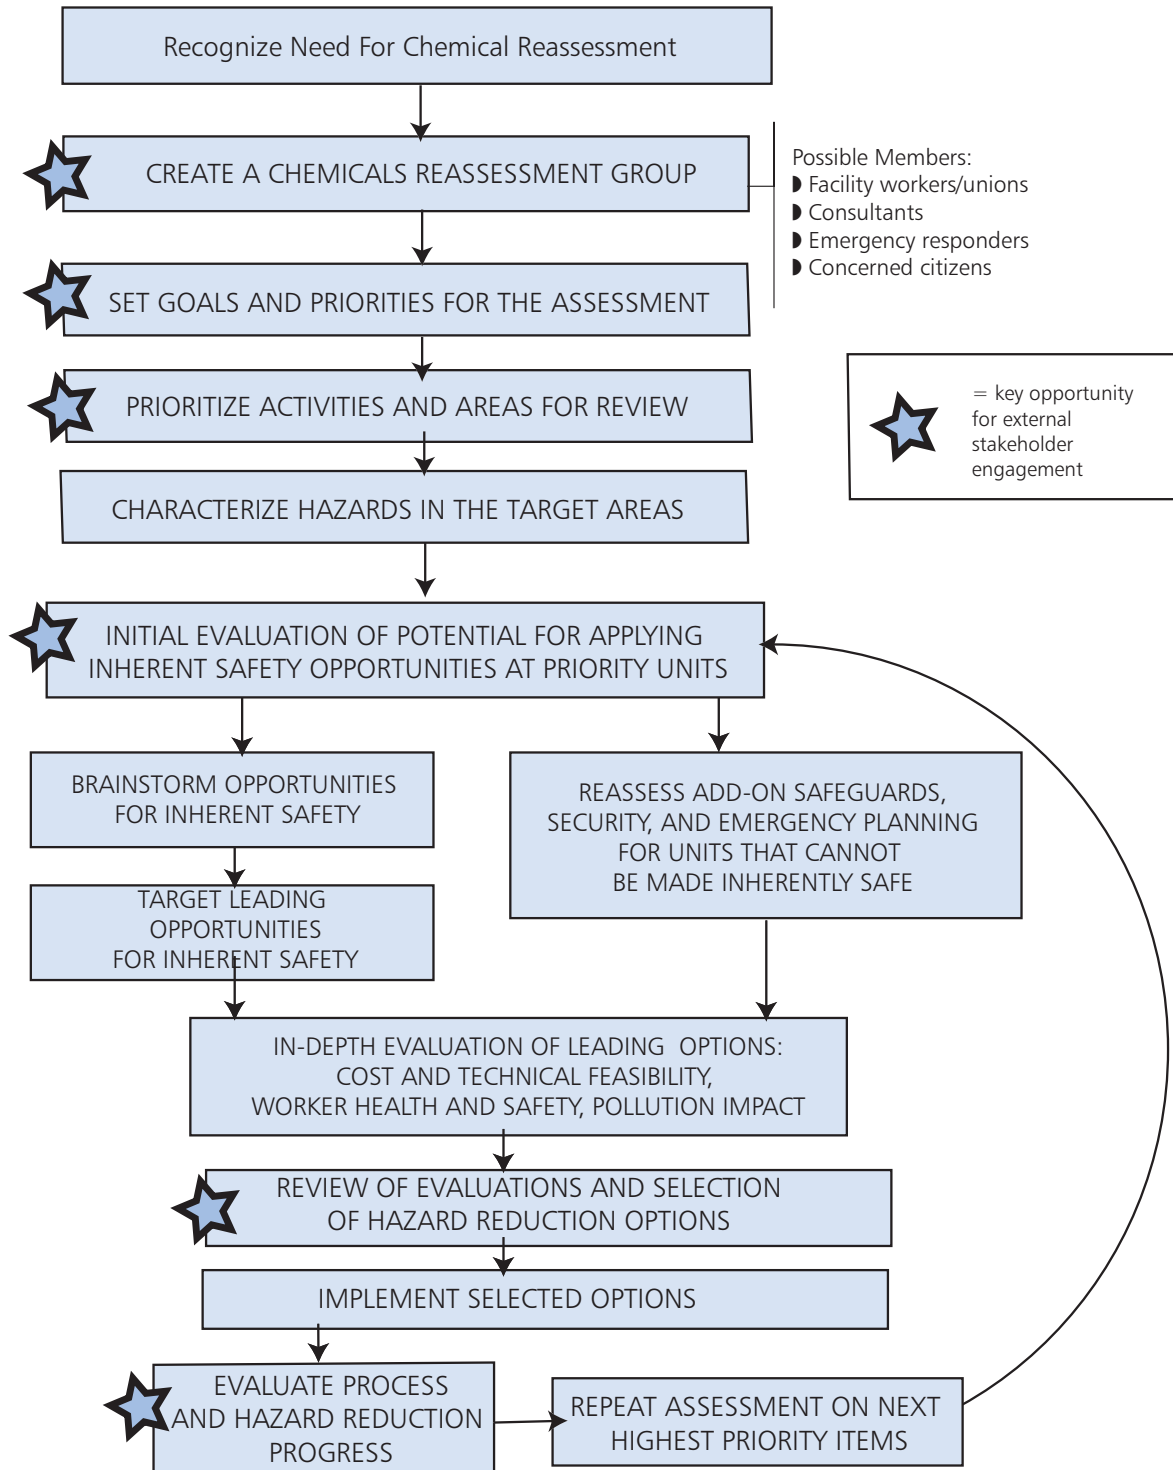 Recognize Need For Chemical Reassessment
CREATE A CHEMICALS REASSESSMENT GROUP
Possible Members:
◗ Facility workers/unions
◗ Consultants
◗ Emergency responders
◗ Concerned citizens
SET GOALS AND PRIORITIES FOR THE ASSESSMENT
= key opportunity
for external
stakeholder
engagement
PRIORITIZE ACTIVITIES AND AREAS FOR REVIEW
CHARACTERIZE HAZARDS IN THE TARGET AREAS
INITIAL EVALUATION OF POTENTIAL FOR APPLYING
INHERENT SAFETY OPPORTUNITIES AT PRIORITY UNITS
BRAINSTORM OPPORTUNITIES
FOR INHERENT SAFETY
REASSESS ADD-ON SAFEGUARDS,
SECURITY, AND EMERGENCY PLANNING
FOR UNITS THAT CANNOT
BE MADE INHERENTLY SAFE
TARGET LEADING
OPPORTUNITIES
FOR INHERENT SAFETY
IN-DEPTH EVALUATION OF LEADING OPTIONS:
COST AND TECHNICAL FEASIBILITY,
WORKER HEALTH AND SAFETY, POLLUTION IMPACT
REVIEW OF EVALUATIONS AND SELECTION
OF HAZARD REDUCTION OPTIONS
IMPLEMENT SELECTED OPTIONS
EVALUATE PROCESS
AND HAZARD REDUCTION
PROGRESS
REPEAT ASSESSMENT ON NEXT
HIGHEST PRIORITY ITEMS